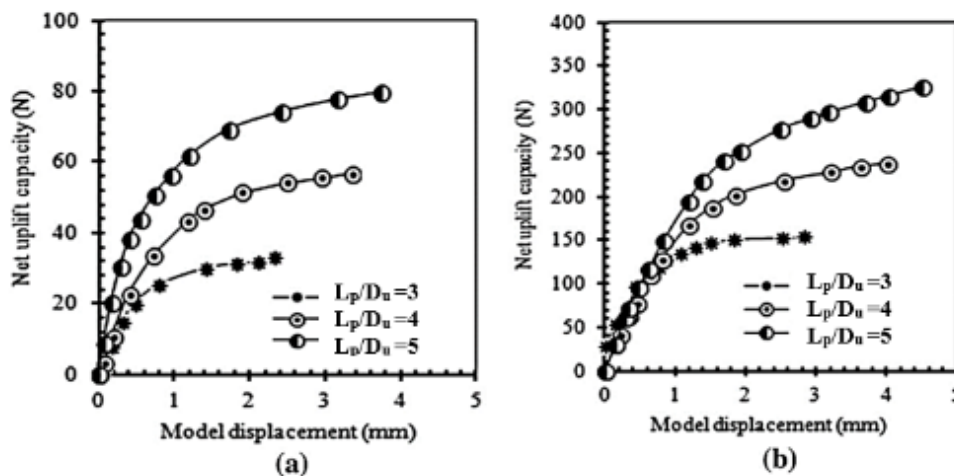 100
80
60
40
20
0
Net uplift capacity (N)
0 1 2 3 4 5
Model displacement (mm)
Lp/Du =3
Lp/Du =4
Lp/Du =5
(a)
400
350
300
250
200
150
100
50
0
Net uplift capacity (N)
0 1 2 3 4 5
Model displacement (mm)
Lp/Du =3
Lp/Du =4
Lp/Du =5
(b)